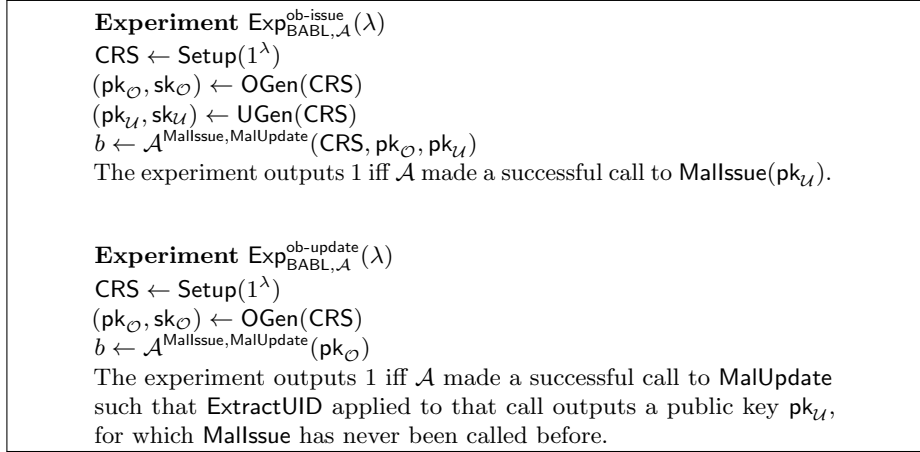 Experiment Exp^{ob-issue}_{BABL,𝒜}(λ)
CRS ← Setup(1^λ)
(pk_𝒪, sk_𝒪) ← OGen(CRS)
(pk_𝒰, sk_𝒰) ← UGen(CRS)
b ← 𝒜^{MalIssue,MalUpdate}(CRS, pk_𝒪, pk_𝒰)
The experiment outputs 1 iff 𝒜 made a successful call to MalIssue(pk_𝒰).
Experiment Exp^{ob-update}_{BABL,𝒜}(λ)
CRS ← Setup(1^λ)
(pk_𝒪, sk_𝒪) ← OGen(CRS)
b ← 𝒜^{MalIssue,MalUpdate}(pk_𝒪)
The experiment outputs 1 iff 𝒜 made a successful call to MalUpdate
such that ExtractUID applied to that call outputs a public key pk_𝒰,
for which MalIssue has never been called before.